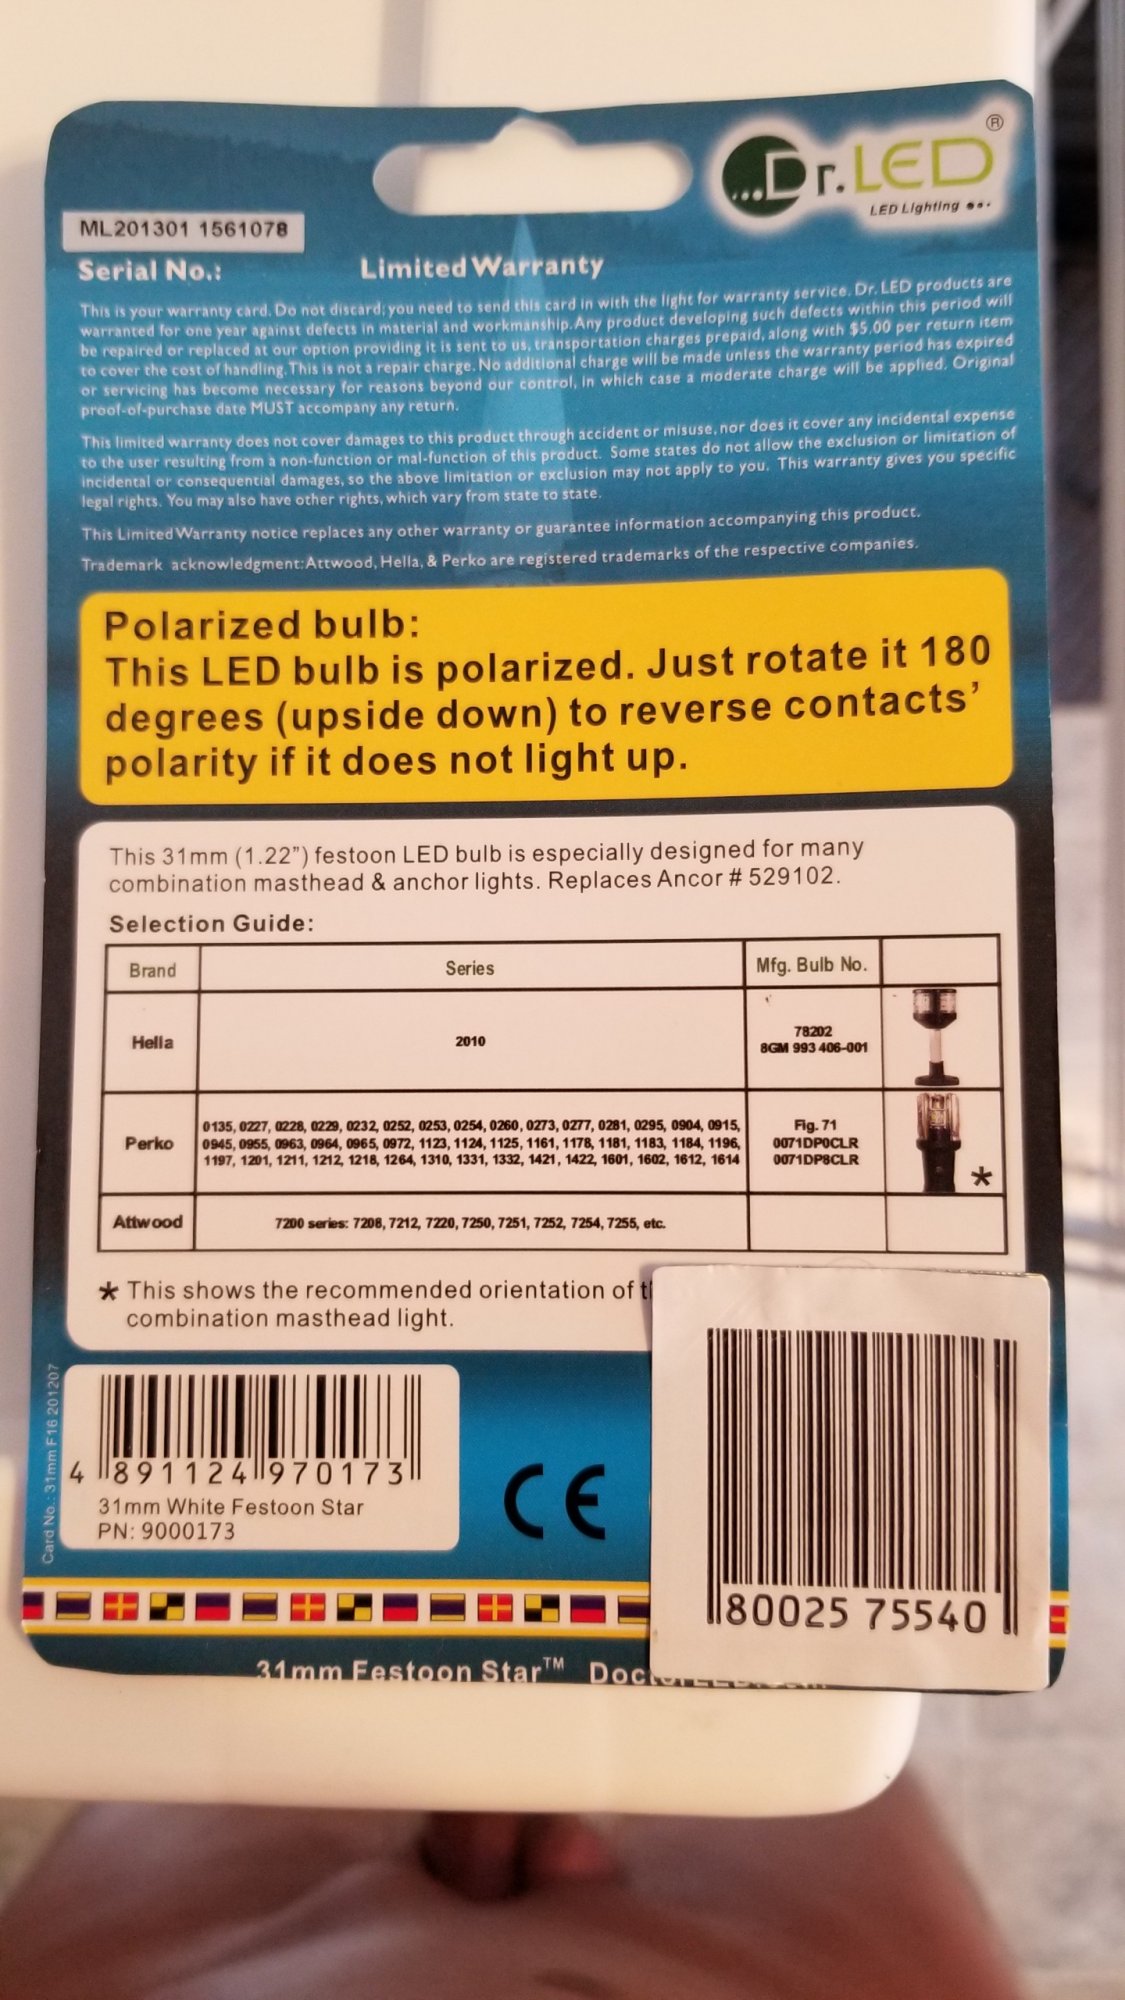 ...Dr.LED®
LED Lighting
ML201301 1561078
Serial No.: Limited Warranty
This is your warranty card. Do not discard; you need to send this card in with the light for warranty service. Dr. LED products are
warranted for one year against defects in material and workmanship. Any product developing such defects within this period will
be repaired or replaced at our option providing it is sent to us, transportation charges prepaid, along with $5.00 per return item
to cover the cost of handling. This is not a repair charge. No additional charge will be made unless the warranty period has expired
or servicing has become necessary for reasons beyond our control, in which case a moderate charge will be applied. Original
proof-of-purchase date MUST accompany any return.
This limited warranty does not cover damages to this product through accident or misuse, nor does it cover any incidental expense
to the user resulting from a non-function or mal-function of this product. Some states do not allow the exclusion or limitation of
incidental or consequential damages, so the above limitation or exclusion may not apply to you. This warranty gives you specific
legal rights. You may also have other rights, which vary from state to state.
This Limited Warranty notice replaces any other warranty or guarantee information accompanying this product.
Trademark acknowledgment: Attwood, Hella, & Perko are registered trademarks of the respective companies.
Polarized bulb:
This LED bulb is polarized. Just rotate it 180
degrees (upside down) to reverse contacts'
polarity if it does not light up.
This 31mm (1.22") festoon LED bulb is especially designed for many
combination masthead & anchor lights. Replaces Ancor # 529102.
Selection Guide:
Brand Series Mfg. Bulb No.
Hella 2010 78202
8GM 993 406-001
Perko 0135, 0227, 0228, 0229, 0232, 0252, 0253, 0254, 0260, 0273, 0277, 0281, 0295, 0904, 0915, Fig. 71
0945, 0955, 0963, 0964, 0965, 0972, 1123, 1124, 1125, 1161, 1178, 1181, 1183, 1184, 1196, 0071DP0CLR
1197, 1201, 1211, 1212, 1218, 1264, 1310, 1331, 1332, 1421, 1422, 1601, 1602, 1612, 1614 0071DP8CLR
*
Attwood 7200 series: 7208, 7212, 7220, 7250, 7251, 7252, 7254, 7255, etc.
* This shows the recommended orientation of
combination masthead light.
Card No.: 31mm F16 201207
4 891124 970173
31mm White Festoon Star
PN: 9000173
CE
80025 75540
31mm Festoon Star™